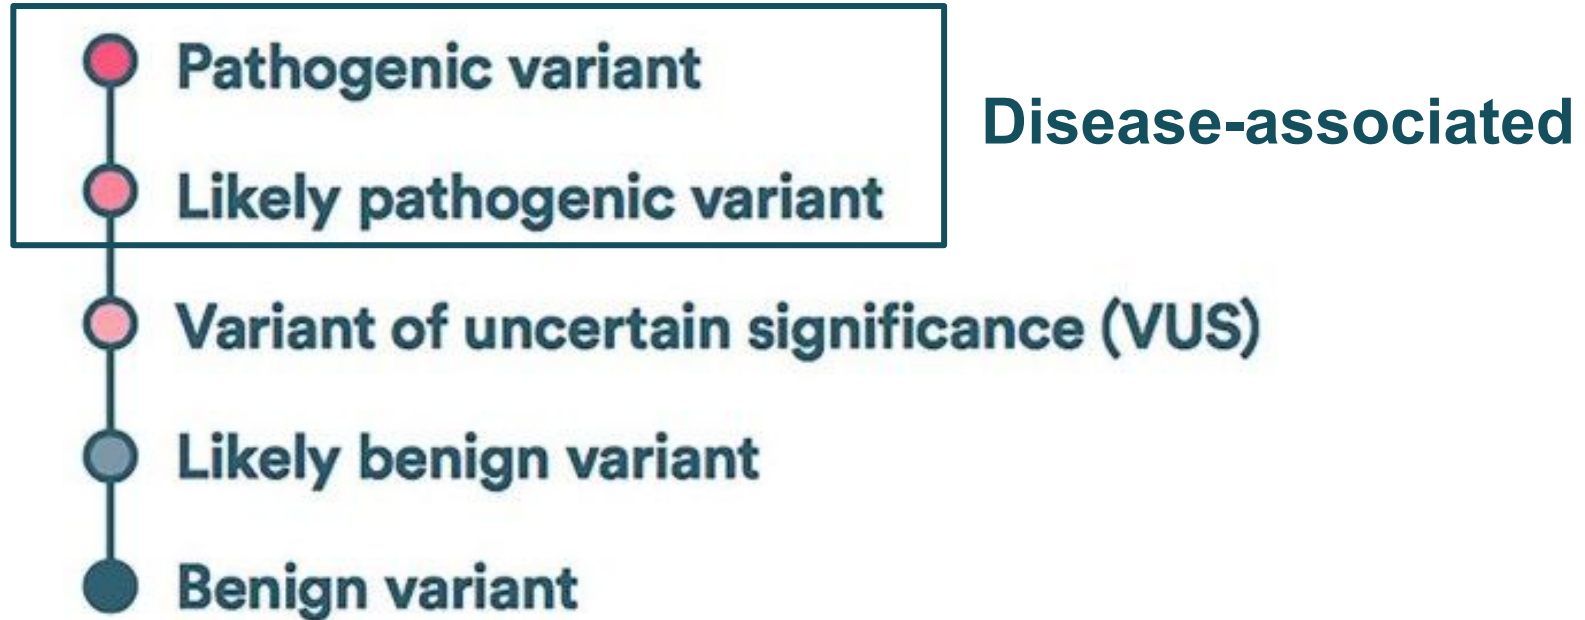 Pathogenic variant
Disease-associated
Likely pathogenic variant
Variant of uncertain significance (VUS)
Likely benign variant
Benign variant